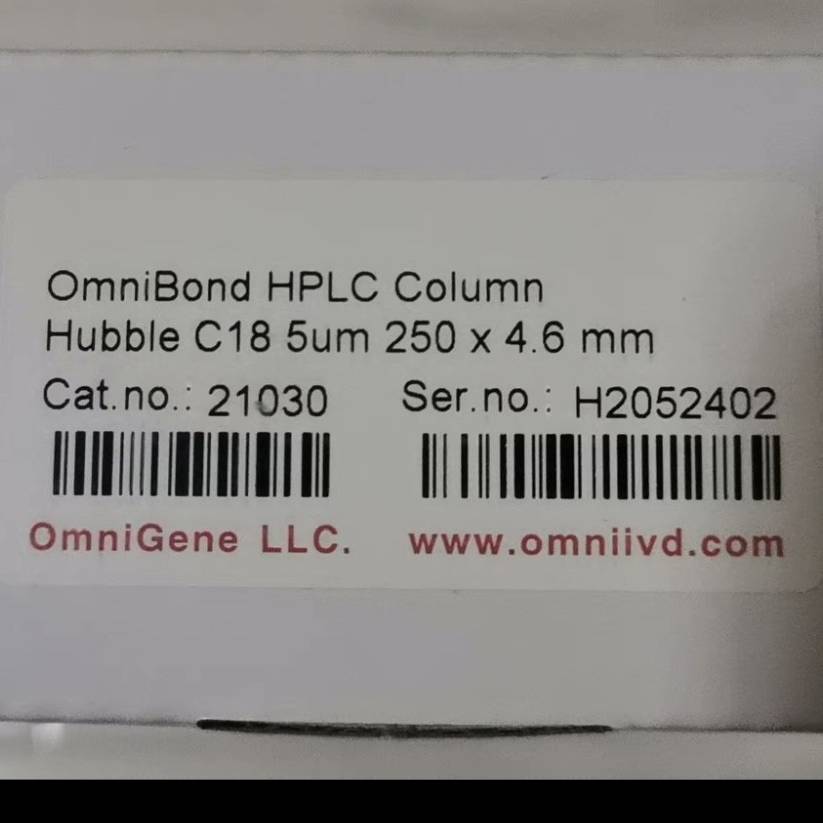 OmniBond HPLC Column
Hubble C18 5um 250 x 4.6 mm
Cat.no.: 21030 Ser.no.: H2052402
OmniGene LLC. www.omniivd.com